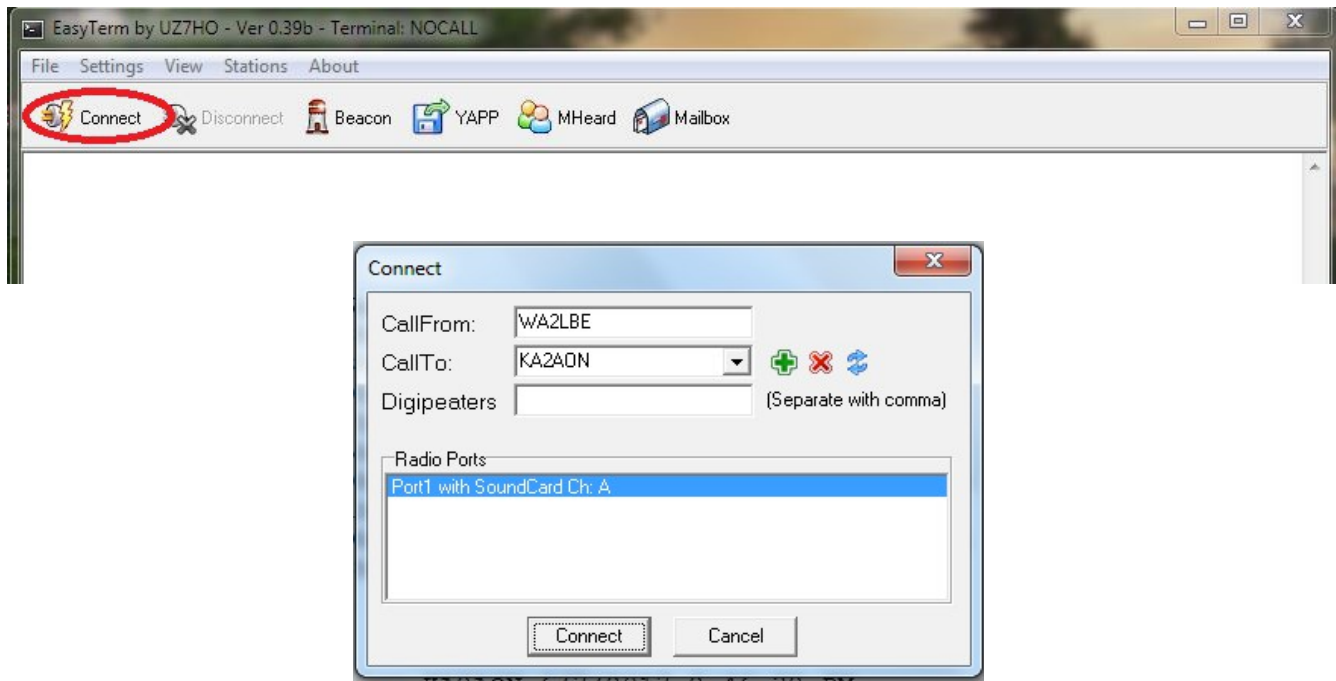 EasyTerm by UZ7HO - Ver 0.39b - Terminal: NOCALL
File Settings View Stations About
Connect Disconnect Beacon YAPP MHeard Mailbox
Connect
CallFrom: WA2LBE
CallTo: KA2AON
Digipeaters (Separate with comma)
Radio Ports
Port1 with SoundCard Ch: A
Connect Cancel